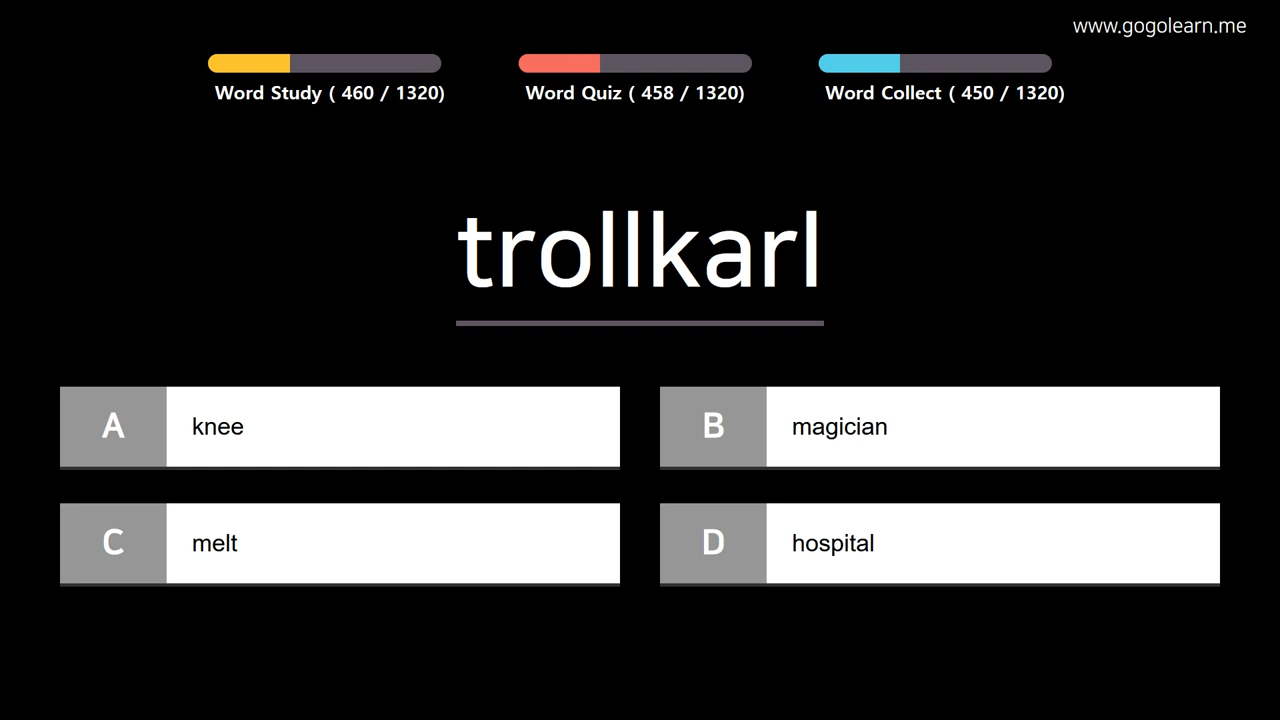 www.gogolearn.me
Word Study ( 460 / 1320)
Word Quiz ( 458 / 1320)
Word Collect ( 450 / 1320)
trollkarl
A knee
B magician
C melt
D hospital